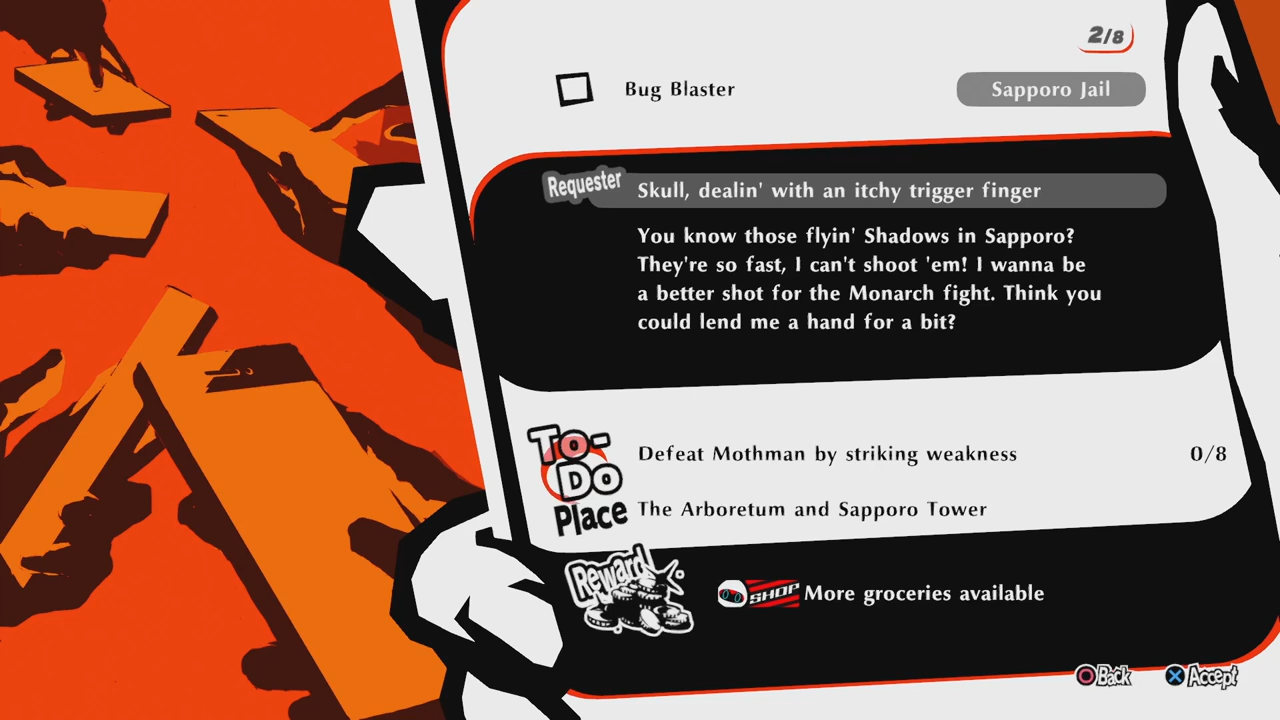 2/8
Bug Blaster
Sapporo Jail
Requester
Skull, dealin' with an itchy trigger finger
You know those flyin' Shadows in Sapporo?
They're so fast, I can't shoot 'em! I wanna be
a better shot for the Monarch fight. Think you
could lend me a hand for a bit?
To-
Do
Defeat Mothman by striking weakness 0/8
Place
The Arboretum and Sapporo Tower
Reward
SHOP More groceries available
Back
Accept